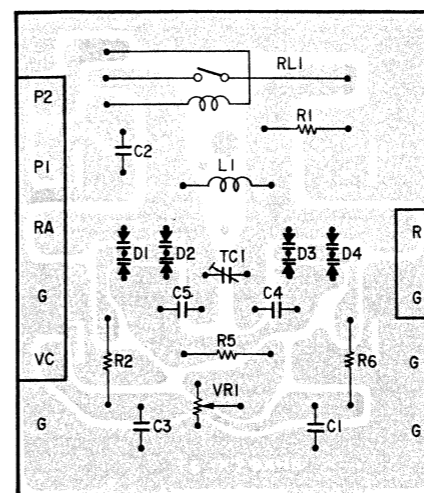 RL1
P2
R1
C2
P1
L1
RA
R
D1 D2 TC1 D3 D4
G
C5 C4
G
R5
VC R2 R6 G
VR1
G C3 C1 G